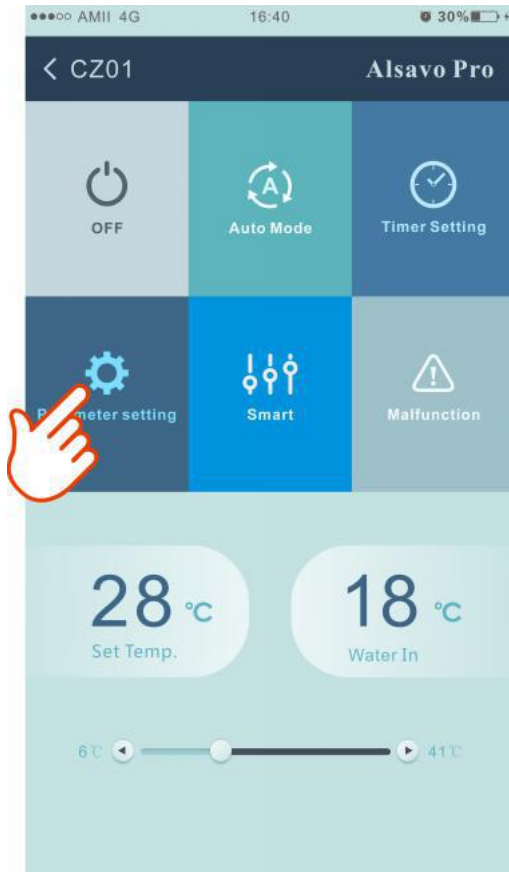 AMII 4G 16:40 30%
CZ01 Alsavo Pro
OFF Auto Mode Timer Setting
meter setting Smart Malfunction
28 °C 18 °C
Set Temp. Water In
6℃ 41℃